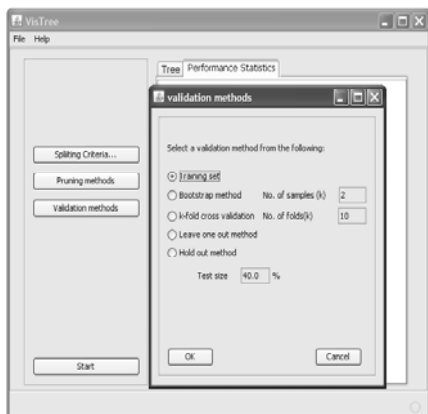 VisTree
File Help
Tree Performance Statistics
validation methods
Select a validation method from the following:
Splitting Criteria...
Training set
Pruning methods
Bootstrap method No. of samples (k) 2
Validation methods
k-fold cross validation No. of folds(k) 10
Leave one out method
Hold out method
Test size 40.0 %
OK Cancel
Start